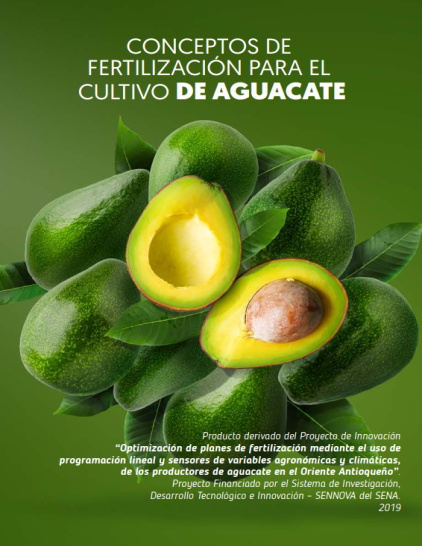 CONCEPTOS DE
FERTILIZACIÓN PARA EL
CULTIVO DE AGUACATE
Producto derivado del Proyecto de Innovación
“Optimización de planes de fertilización mediante el uso de
programación lineal y sensores de variables agronómicas y climáticas,
de los productores de aguacate en el Oriente Antioqueño”.
Proyecto Financiado por el Sistema de Investigación,
Desarrollo Tecnológico e Innovación – SENNOVA del SENA.
2019